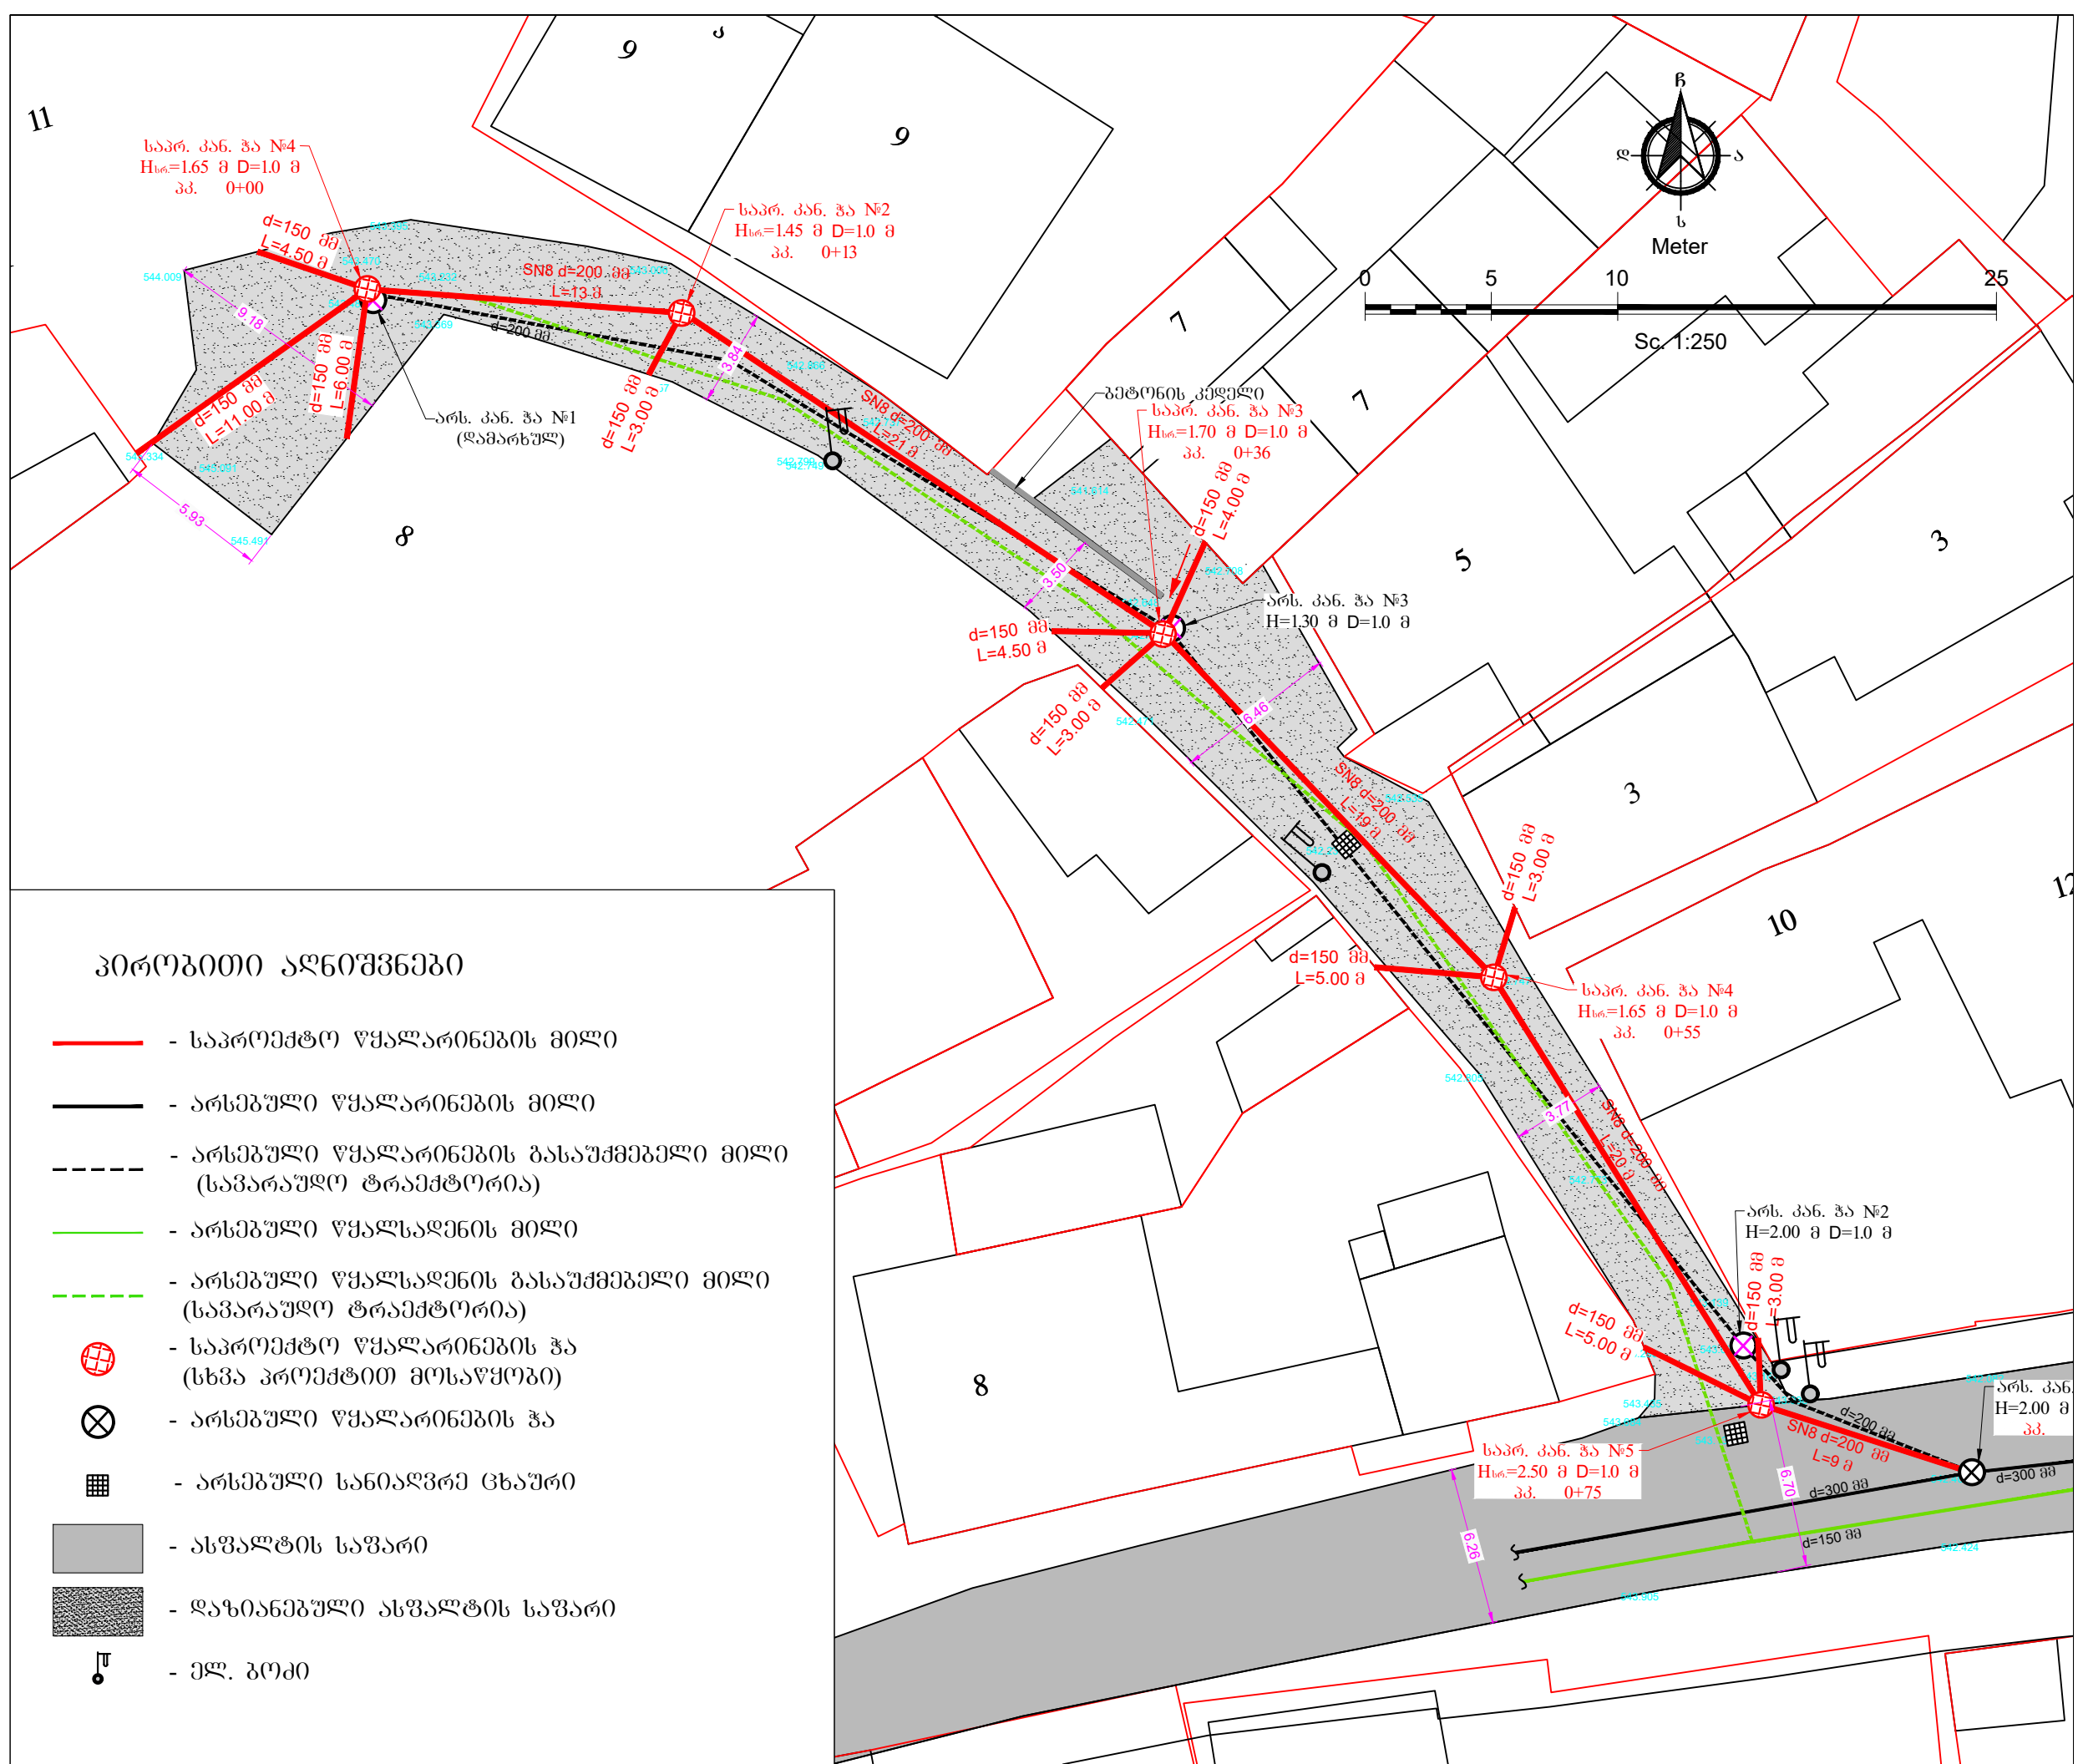 11
9
ა
9
საპრ. კან. ჭა №4
Hსრ.=1.65 მ D=1.0 მ
პკ. 0+00
საპრ. კან. ჭა №2
Hსრ.=1.45 მ D=1.0 მ
პკ. 0+13
ჩ
დ
ა
ს
Meter
0 5 10 25
Sc. 1:250
d=150 მმ
L=4.50 მ
544.009
9.18
SN8 d=200 მმ
L=13 მ
d=200 მმ
3.84
7
7
d=150 მმ
L=11.00 მ
d=150 მმ
L=6.00 მ
არს. კან. ჭა №1
(დამარხულ)
d=150 მმ
L=3.00 მ
SN8 d=200 მმ
L=21 მ
ბეტონის კედელი
საპრ. კან. ჭა №3
Hსრ.=1.70 მ D=1.0 მ
პკ. 0+36
d=150 მმ
L=4.00 მ
5.93
545.491
8
5
3
3.50
არს. კან. ჭა №3
H=1.30 მ D=1.0 მ
d=150 მმ
L=4.50 მ
d=150 მმ
L=3.00 მ
6.46
SN8 d=200 მმ
L=19 მ
3
d=150 მმ
L=3.00 მ
10
12
d=150 მმ
L=5.00 მ
საპრ. კან. ჭა №4
Hსრ.=1.65 მ D=1.0 მ
პკ. 0+55
3.77
SN8 d=200 მმ
L=20 მ
არს. კან. ჭა №2
H=2.00 მ D=1.0 მ
d=150 მმ
L=3.00 მ
d=150 მმ
L=5.00 მ
8
არს. კან.
H=2.00 მ
პკ.
d=200 მმ
SN8 d=200 მმ
L=9 მ
საპრ. კან. ჭა №5
Hსრ.=2.50 მ D=1.0 მ
პკ. 0+75
d=300 მმ
d=300 მმ
6.70
6.26
d=150 მმ
542.424
543.905
პირობითი აღნიშვნები
- საპროექტო წყალარინების მილი
- არსებული წყალარინების მილი
- არსებული წყალარინების გასაუქმებელი მილი
(სავარაუდო ტრაექტორია)
- არსებული წყალსადენის მილი
- არსებული წყალსადენის გასაუქმებელი მილი
(სავარაუდო ტრაექტორია)
- საპროექტო წყალარინების ჭა
(სხვა პროექტით მოსაწყობი)
- არსებული წყალარინების ჭა
- არსებული სანიაღვრე ცხაური
- ასფალტის საფარი
- დაზიანებული ასფალტის საფარი
- ელ. ბოძი